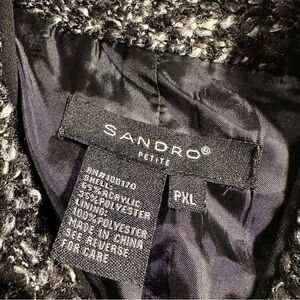 SANDRO®
PETITE
PXL
RN#100170
SHELL:
65% ACRYLIC
35% POLYESTER
LINING:
100% POLYESTER
MADE IN CHINA
SEE REVERSE
FOR CARE